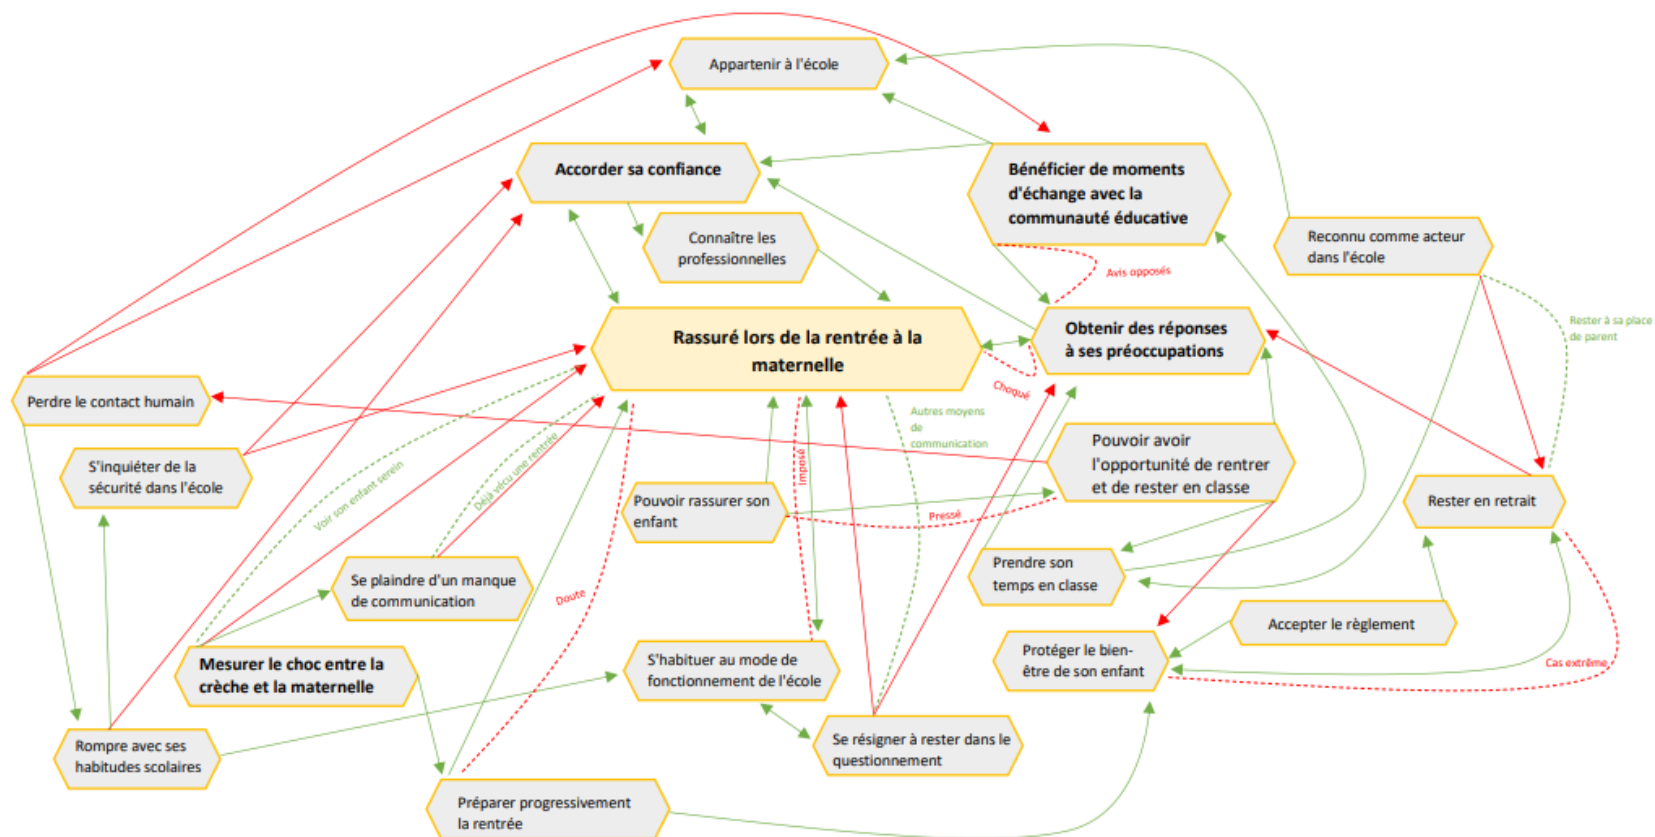 Appartenir à l'école
Accorder sa confiance
Bénéficier de moments
d'échange avec la
communauté éducative
Connaître les
professionnelles
Reconnu comme acteur
dans l'école
Avis opposés
Rassuré lors de la rentrée à la
maternelle
Obtenir des réponses
à ses préoccupations
Rester à sa place
de parent
Choqué
Perdre le contact humain
Autres moyens
de
communication
S'inquiéter de la
sécurité dans l'école
Voir son enfant serein
Déjà vécu une rentrée
Imposé
Pouvoir avoir
l'opportunité de rentrer
et de rester en classe
Pouvoir rassurer son
enfant
Pressé
Rester en retrait
Se plaindre d'un manque
de communication
Doute
Prendre son
temps en classe
Accepter le règlement
Mesurer le choc entre la
crèche et la maternelle
S'habituer au mode de
fonctionnement de l'école
Protéger le bien-
être de son enfant
Cas extrême
Rompre avec ses
habitudes scolaires
Se résigner à rester dans le
questionnement
Préparer progressivement
la rentrée